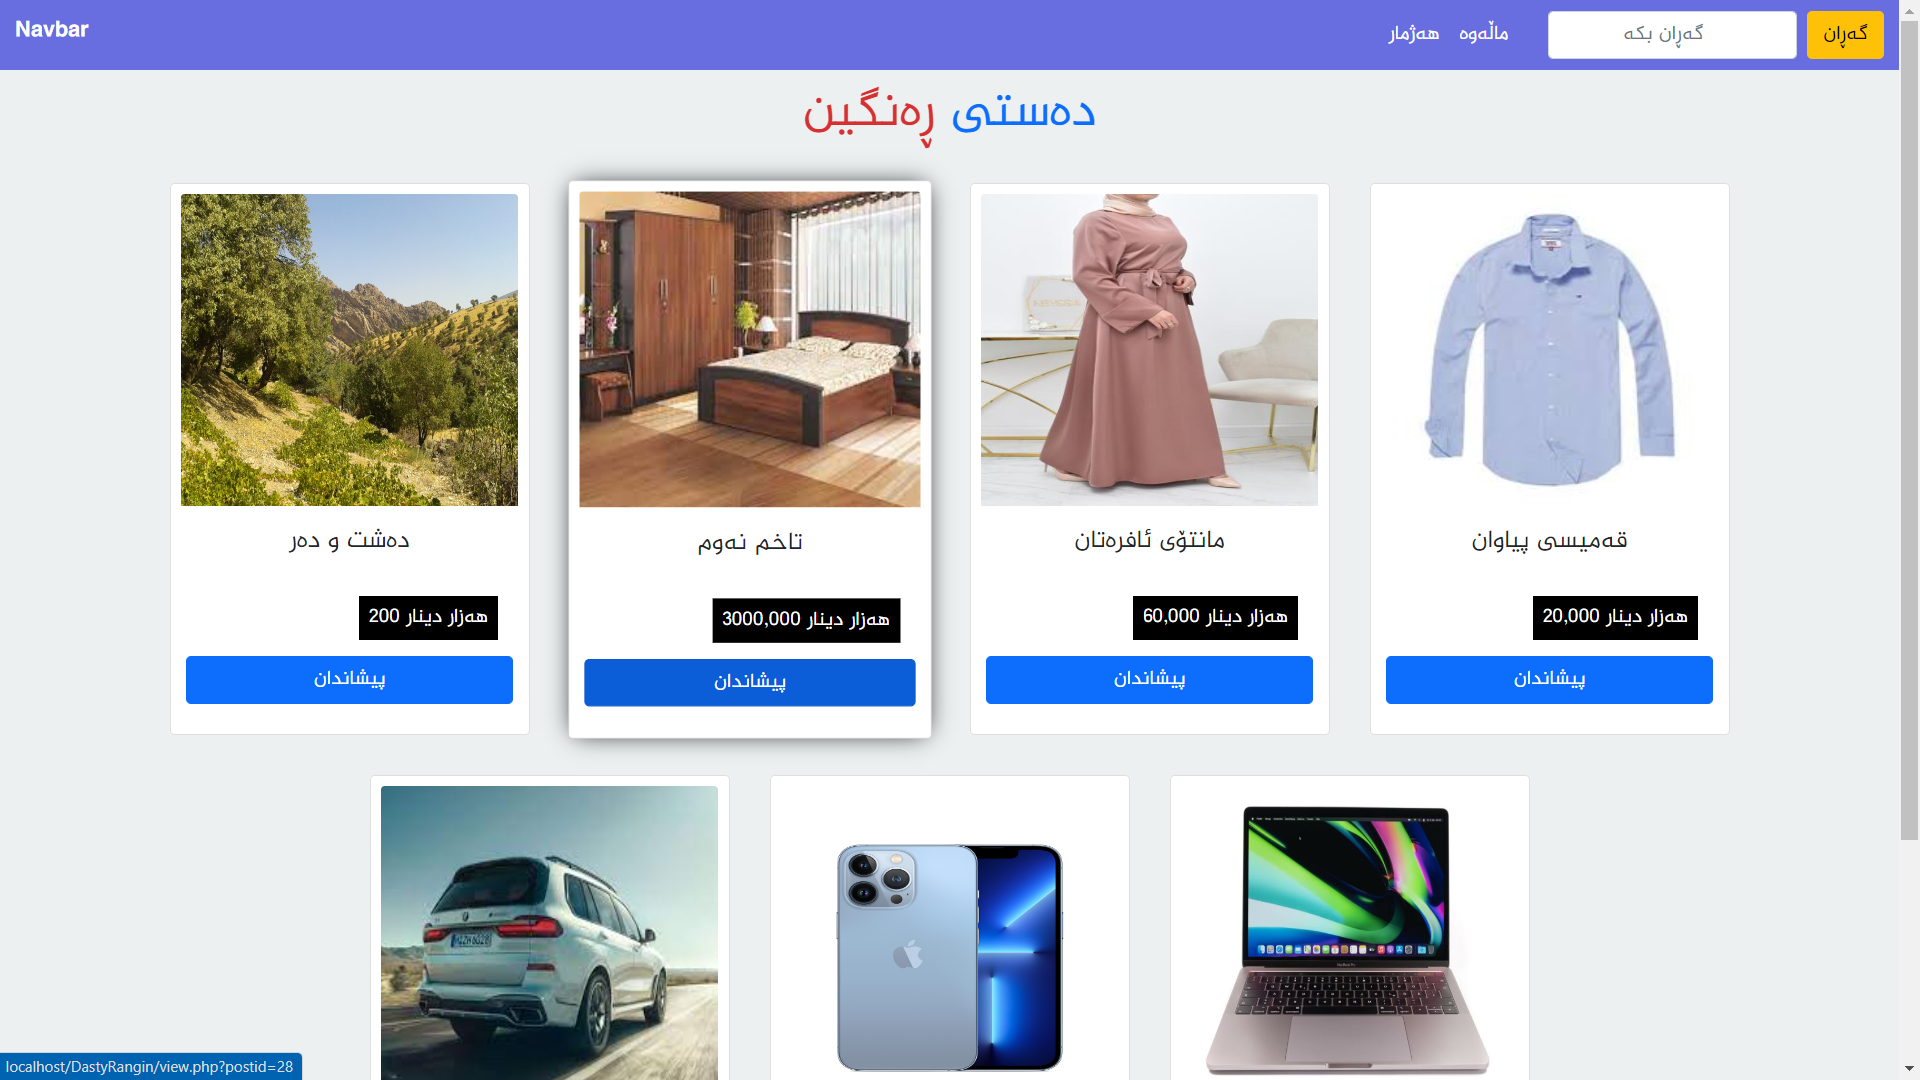 Navbar
هەژمار
ماڵەوە
گەڕان بکە
گەڕان
دەستی ڕەنگین
دەشت و دەر
200 هەزار دینار
پیشاندان
تاخم نەوم
3000,000 هەزار دینار
پیشاندان
مانتۆی ئافرەتان
60,000 هەزار دینار
پیشاندان
قەمیسی پیاوان
20,000 هەزار دینار
پیشاندان
localhost/DastyRangin/view.php?postid=28